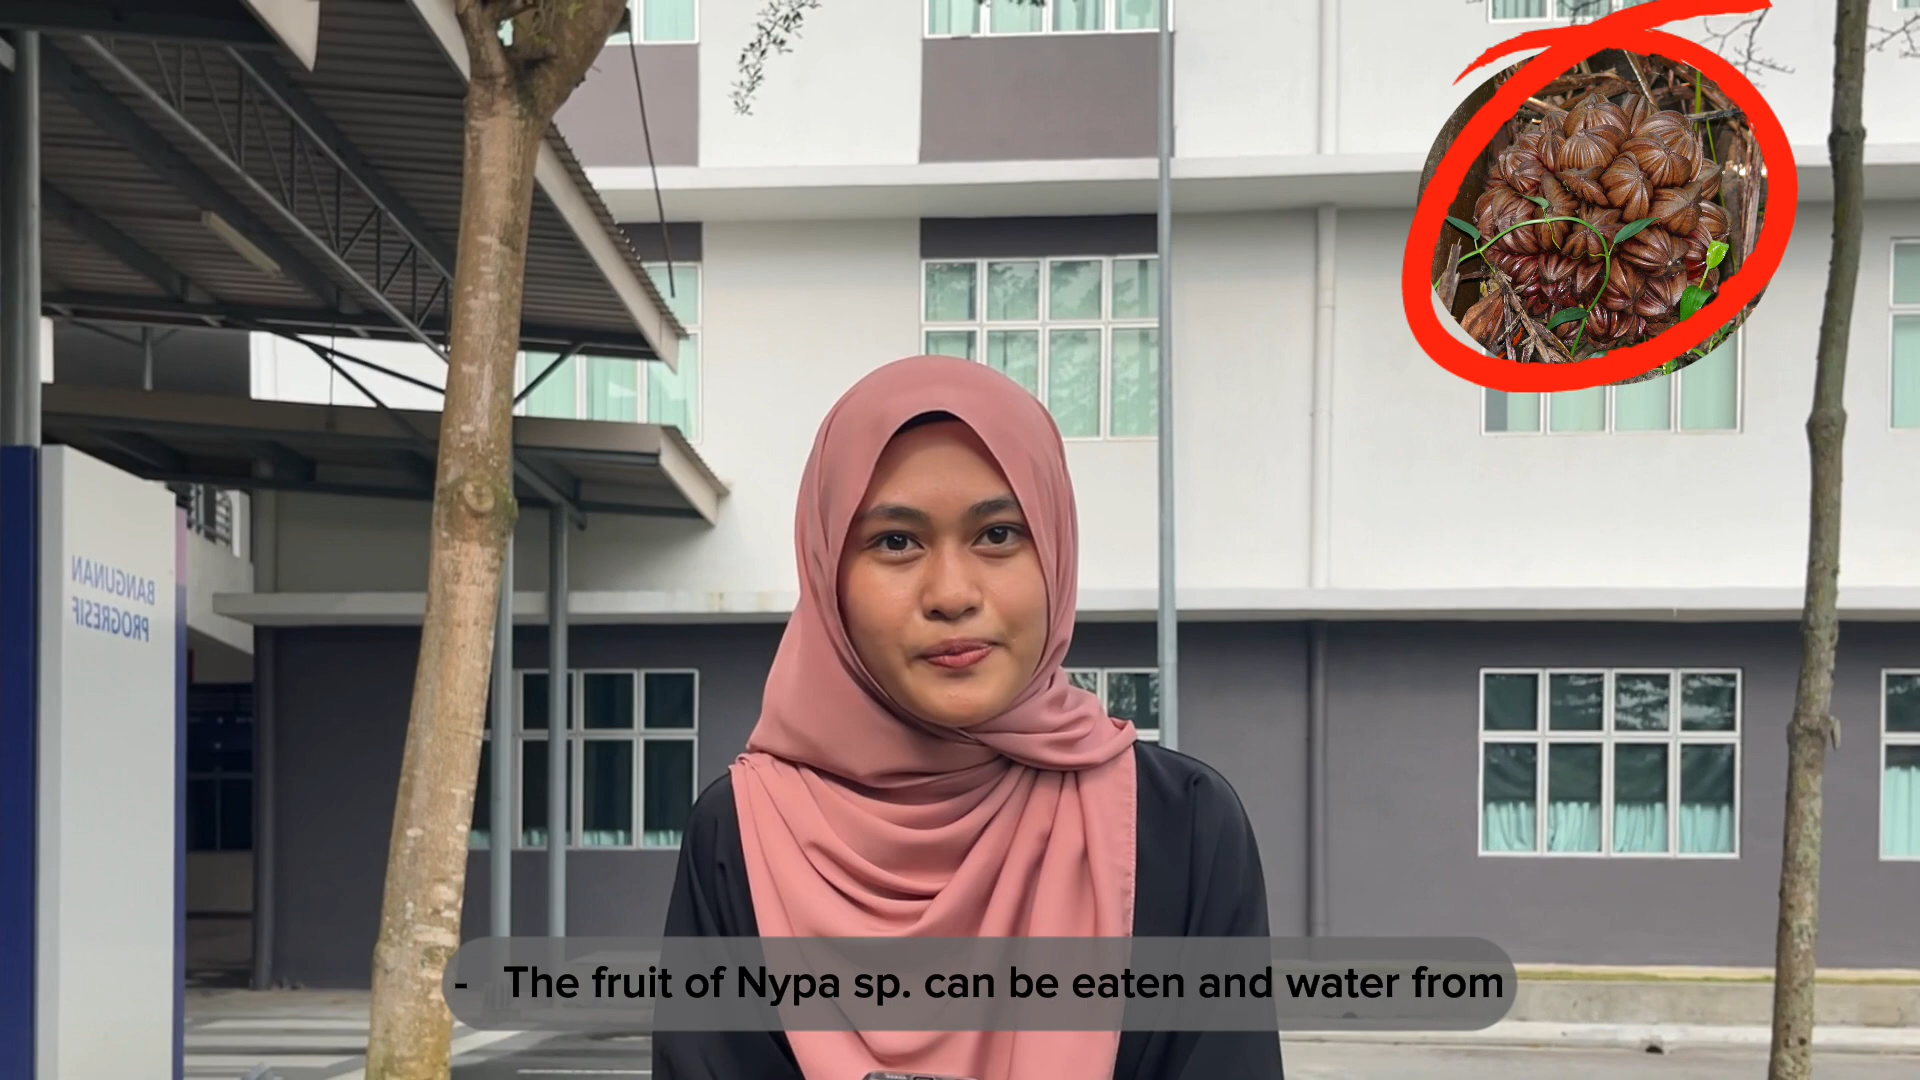 BANGUNAN
PROGRESIF
- The fruit of Nypa sp. can be eaten and water from